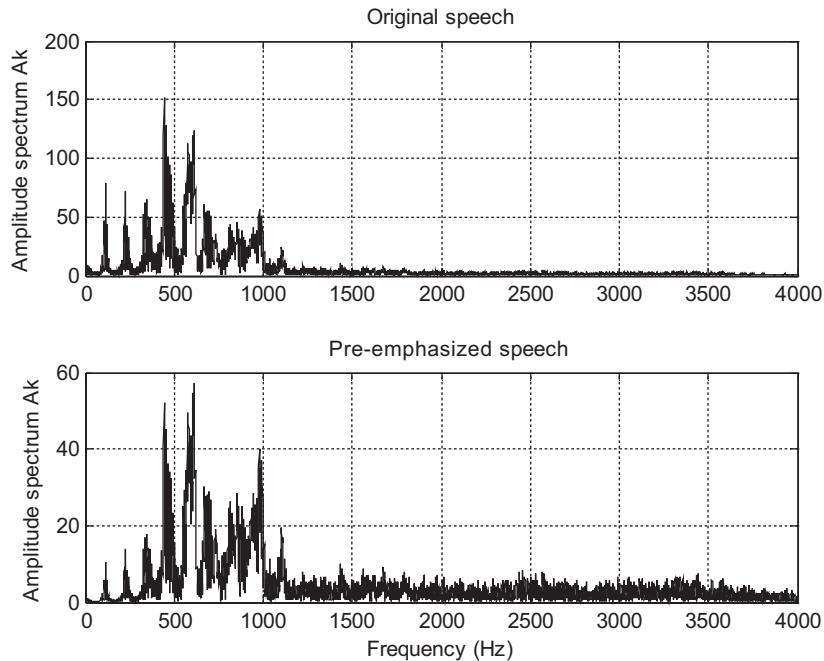 Original speech
Amplitude spectrum Ak
200
150
100
50
0
0 500 1000 1500 2000 2500 3000 3500 4000
Pre-emphasized speech
Amplitude spectrum Ak
60
40
20
0
0 500 1000 1500 2000 2500 3000 3500 4000
Frequency (Hz)